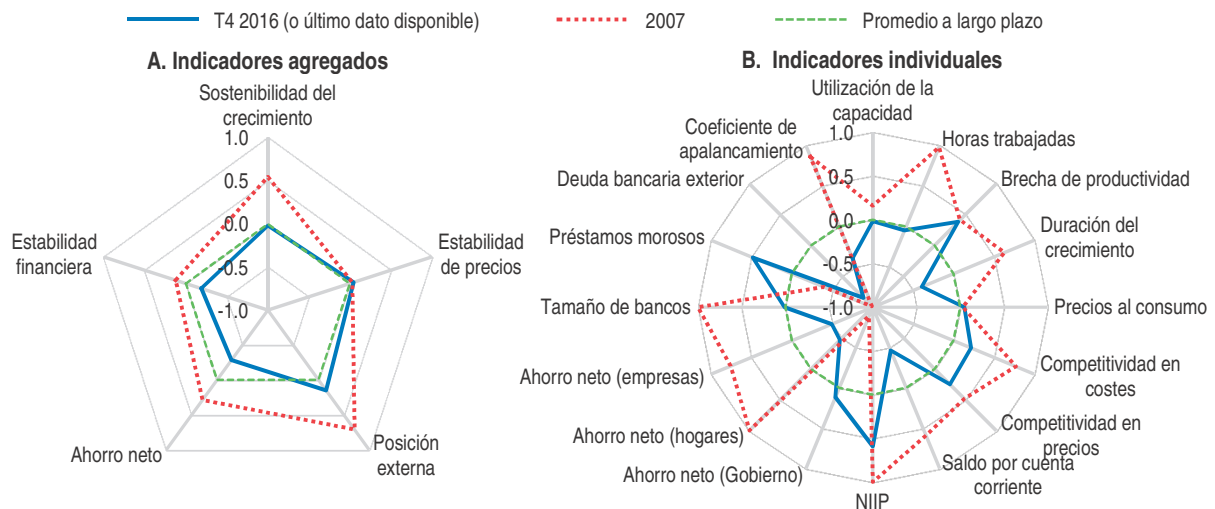 T4 2016 (o último dato disponible)
2007
Promedio a largo plazo
A. Indicadores agregados
Sostenibilidad del
crecimiento
1.0
0.5
0.0
-0.5
-1.0
Estabilidad
de precios
Posición
externa
Ahorro neto
Estabilidad
financiera
B. Indicadores individuales
Utilización de la
capacidad
1.0
0.5
0.0
-0.5
-1.0
Horas trabajadas
Brecha de productividad
Duración del
crecimiento
Precios al consumo
Competitividad en
costes
Competitividad en
precios
Saldo por cuenta
corriente
NIIP
Ahorro neto (Gobierno)
Ahorro neto (hogares)
Ahorro neto (empresas)
Tamaño de bancos
Préstamos morosos
Deuda bancaria exterior
Coeficiente de
apalancamiento